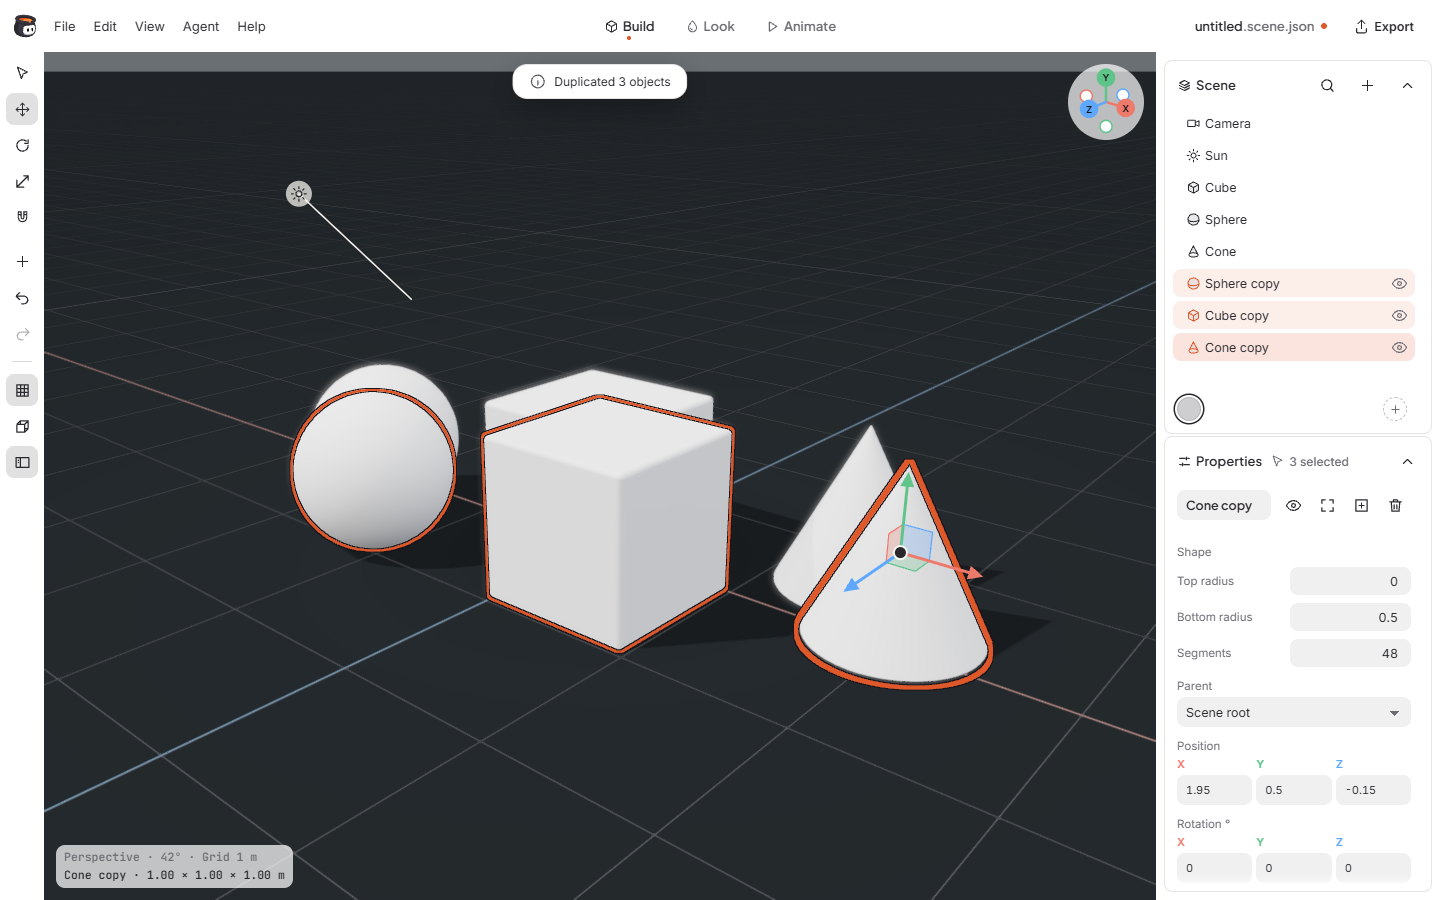 File Edit View Agent Help
Build Look Animate
untitled.scene.json
Export
Duplicated 3 objects
Y
Z
X
Scene
Camera
Sun
Cube
Sphere
Cone
Sphere copy
Cube copy
Cone copy
Properties 3 selected
Cone copy
Shape
Top radius 0
Bottom radius 0.5
Segments 48
Parent
Scene root
Position
X Y Z
1.95 0.5 -0.15
Rotation °
X Y Z
0 0 0
Perspective · 42° · Grid 1 m
Cone copy · 1.00 × 1.00 × 1.00 m